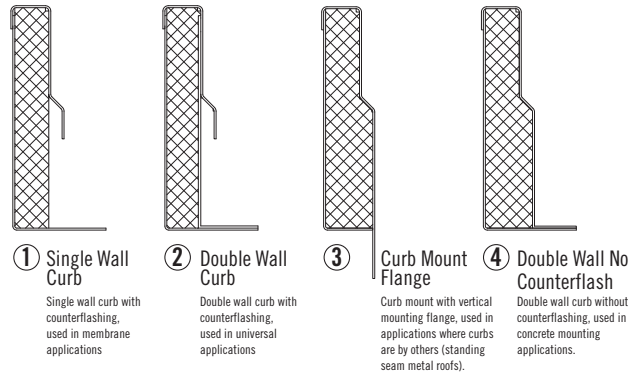 1 Single Wall
Curb
Single wall curb with
counterflashing,
used in membrane
applications
2 Double Wall
Curb
Double wall curb with
counterflashing,
used in universal
applications
3 Curb Mount
Flange
Curb mount with vertical
mounting flange, used in
applications where curbs
are by others (standing
seam metal roofs).
4 Double Wall No
Counterflash
Double wall curb without
counterflashing, used in
concrete mounting
applications.